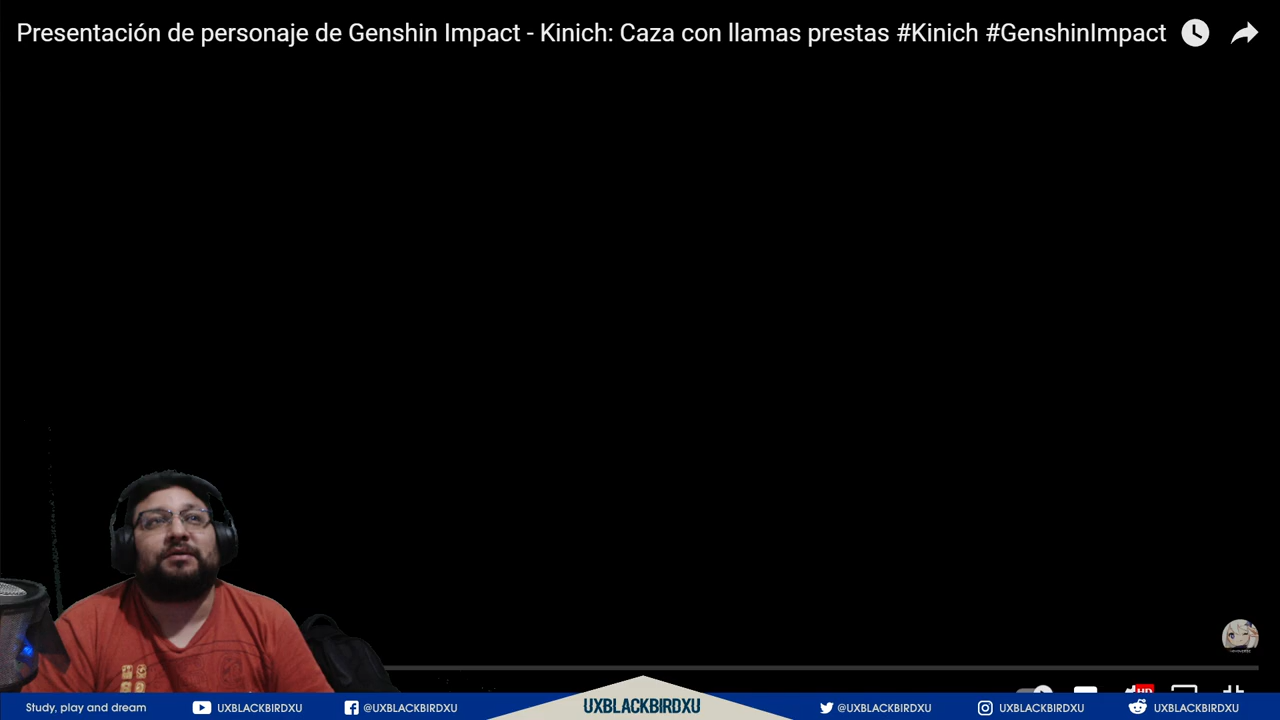 Presentación de personaje de Genshin Impact - Kinich: Caza con llamas prestas #Kinich #GenshinImpact
HD
Study, play and dream UXBLACKBIRDXU @UXBLACKBIRDXU UXBLACKBIRDXU @UXBLACKBIRDXU UXBLACKBIRDXU UXBLACKBIRDXU